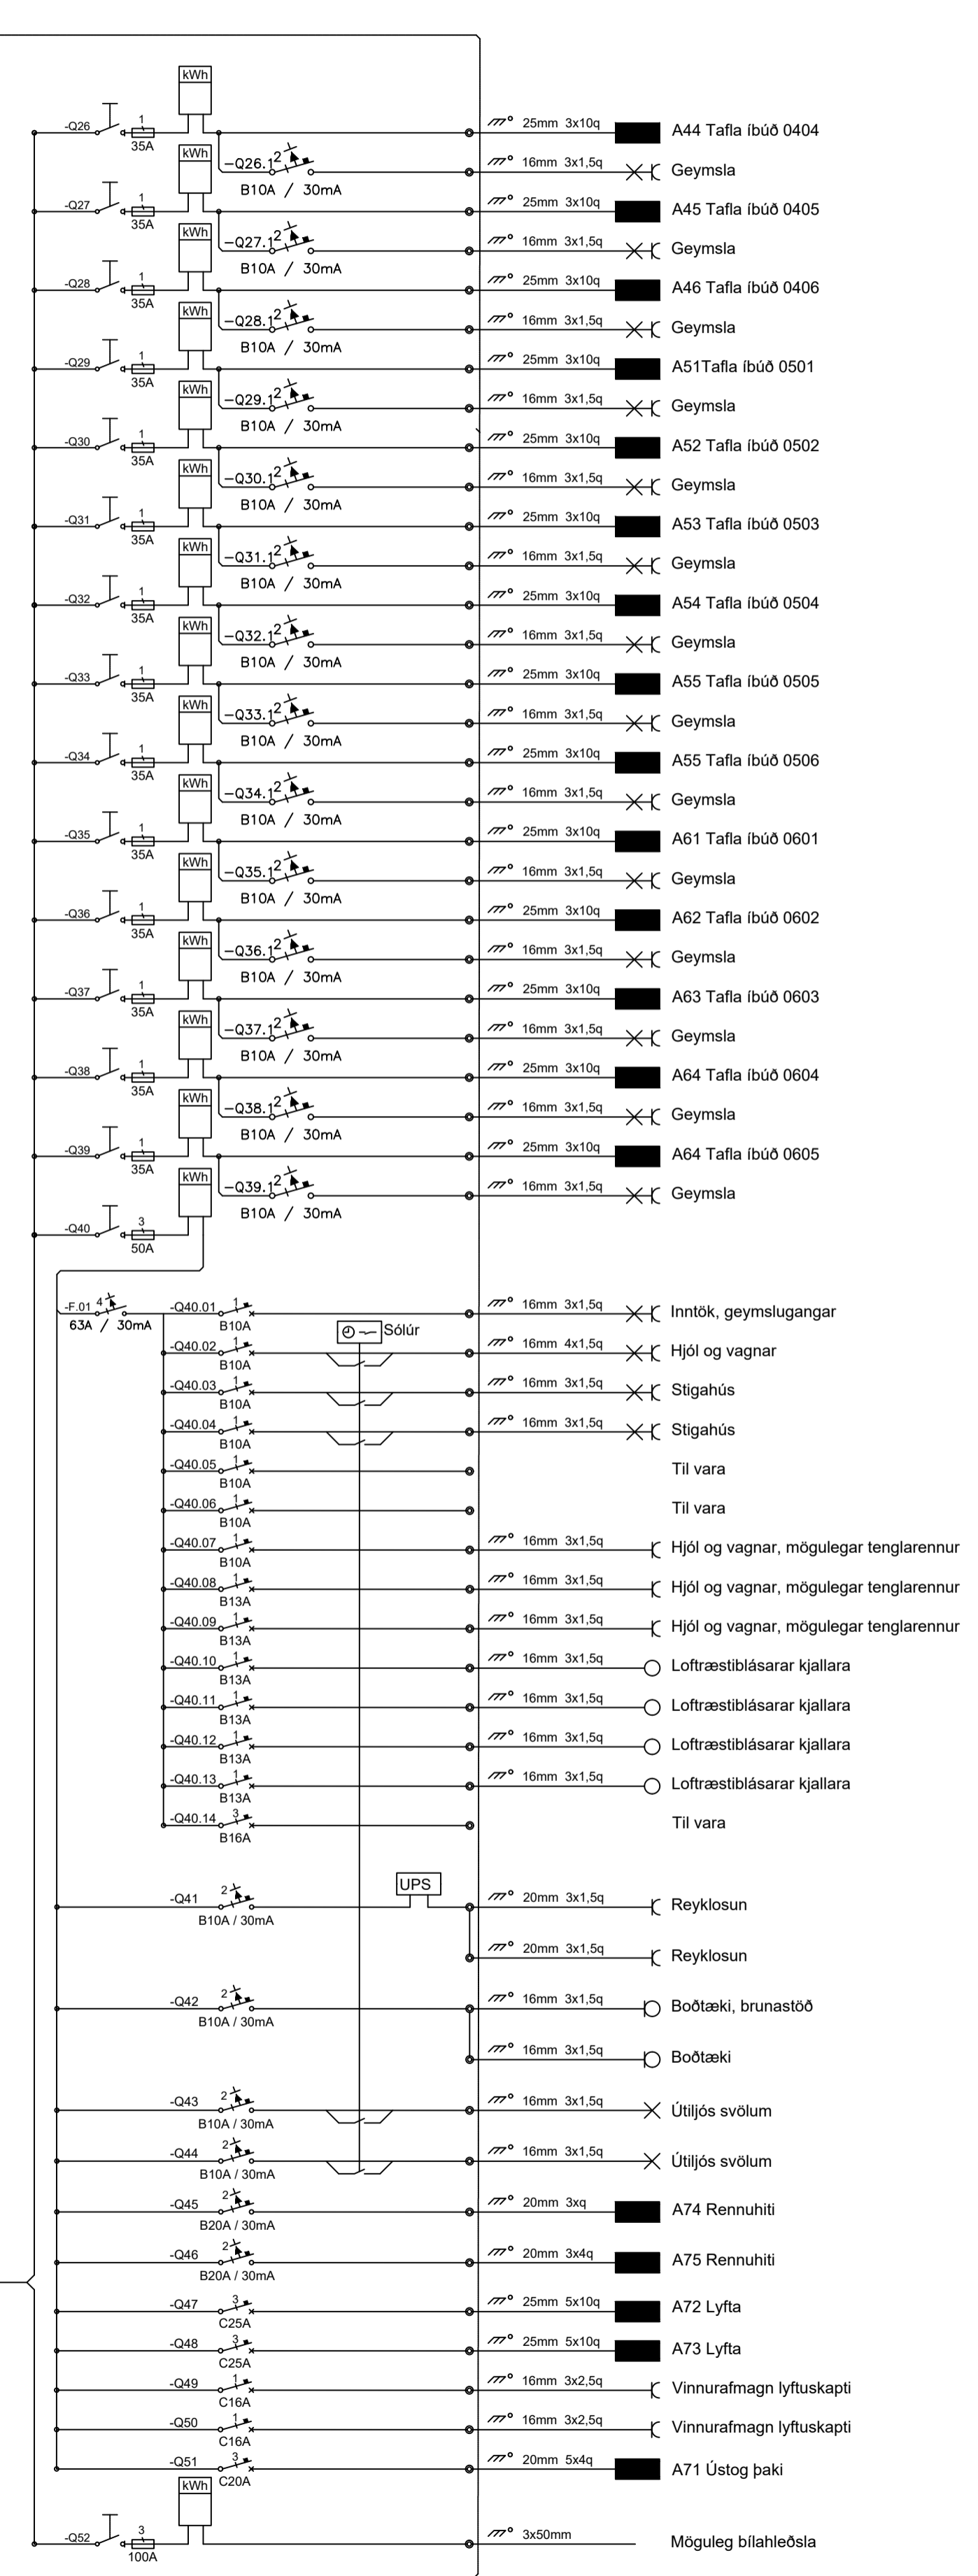 kWh
-Q26 1 35A 25mm 3x10q A44 Tafla íbúð 0404
kWh
-Q26.1 2 B10A / 30mA 16mm 3x1,5q Geymsla
-Q27 1 35A 25mm 3x10q A45 Tafla íbúð 0405
kWh
-Q27.1 2 B10A / 30mA 16mm 3x1,5q Geymsla
-Q28 1 35A 25mm 3x10q A46 Tafla íbúð 0406
kWh
-Q28.1 2 B10A / 30mA 16mm 3x1,5q Geymsla
-Q29 1 35A 25mm 3x10q A51Tafla íbúð 0501
kWh
-Q29.1 2 B10A / 30mA 16mm 3x1,5q Geymsla
-Q30 1 35A 25mm 3x10q A52 Tafla íbúð 0502
kWh
-Q30.1 2 B10A / 30mA 16mm 3x1,5q Geymsla
-Q31 1 35A 25mm 3x10q A53 Tafla íbúð 0503
kWh
-Q31.1 2 B10A / 30mA 16mm 3x1,5q Geymsla
-Q32 1 35A 25mm 3x10q A54 Tafla íbúð 0504
kWh
-Q32.1 2 B10A / 30mA 16mm 3x1,5q Geymsla
-Q33 1 35A 25mm 3x10q A55 Tafla íbúð 0505
kWh
-Q33.1 2 B10A / 30mA 16mm 3x1,5q Geymsla
-Q34 1 35A 25mm 3x10q A55 Tafla íbúð 0506
kWh
-Q34.1 2 B10A / 30mA 16mm 3x1,5q Geymsla
-Q35 1 35A 25mm 3x10q A61 Tafla íbúð 0601
kWh
-Q35.1 2 B10A / 30mA 16mm 3x1,5q Geymsla
-Q36 1 35A 25mm 3x10q A62 Tafla íbúð 0602
kWh
-Q36.1 2 B10A / 30mA 16mm 3x1,5q Geymsla
-Q37 1 35A 25mm 3x10q A63 Tafla íbúð 0603
kWh
-Q37.1 2 B10A / 30mA 16mm 3x1,5q Geymsla
-Q38 1 35A 25mm 3x10q A64 Tafla íbúð 0604
kWh
-Q38.1 2 B10A / 30mA 16mm 3x1,5q Geymsla
-Q39 1 35A 25mm 3x10q A64 Tafla íbúð 0605
kWh
-Q39.1 2 B10A / 30mA 16mm 3x1,5q Geymsla
-Q40 3 50A
-F.01 4 63A / 30mA
-Q40.01 1 B10A 16mm 3x1,5q Inntök, geymslugangar
Sólúr
-Q40.02 1 B10A 16mm 4x1,5q Hjól og vagnar
-Q40.03 1 B10A 16mm 3x1,5q Stigahús
-Q40.04 1 B10A 16mm 3x1,5q Stigahús
-Q40.05 1 B10A Til vara
-Q40.06 1 B10A Til vara
-Q40.07 1 B10A 16mm 3x1,5q Hjól og vagnar, mögulegar tenglarennur
-Q40.08 1 B13A 16mm 3x1,5q Hjól og vagnar, mögulegar tenglarennur
-Q40.09 1 B13A 16mm 3x1,5q Hjól og vagnar, mögulegar tenglarennur
-Q40.10 1 B13A 16mm 3x1,5q Loftræstiblásarar kjallara
-Q40.11 1 B13A 16mm 3x1,5q Loftræstiblásarar kjallara
-Q40.12 1 B13A 16mm 3x1,5q Loftræstiblásarar kjallara
-Q40.13 1 B13A 16mm 3x1,5q Loftræstiblásarar kjallara
-Q40.14 3 B16A Til vara
UPS
-Q41 2 B10A / 30mA 20mm 3x1,5q Reyklosun
20mm 3x1,5q Reyklosun
-Q42 2 B10A / 30mA 16mm 3x1,5q Boðtæki, brunastöð
16mm 3x1,5q Boðtæki
-Q43 2 B10A / 30mA 16mm 3x1,5q Útiljós svölum
-Q44 2 B10A / 30mA 16mm 3x1,5q Útiljós svölum
-Q45 2 B20A / 30mA 20mm 3xq A74 Rennuhiti
-Q46 2 B20A / 30mA 20mm 3x4q A75 Rennuhiti
-Q47 3 C25A 25mm 5x10q A72 Lyfta
-Q48 3 C25A 25mm 5x10q A73 Lyfta
-Q49 1 C16A 16mm 3x2,5q Vinnurafmagn lyftuskapti
-Q50 1 C16A 16mm 3x2,5q Vinnurafmagn lyftuskapti
-Q51 3 C20A 20mm 5x4q A71 Ústog þaki
kWh
-Q52 3 100A 3x50mm Möguleg bílahleðsla